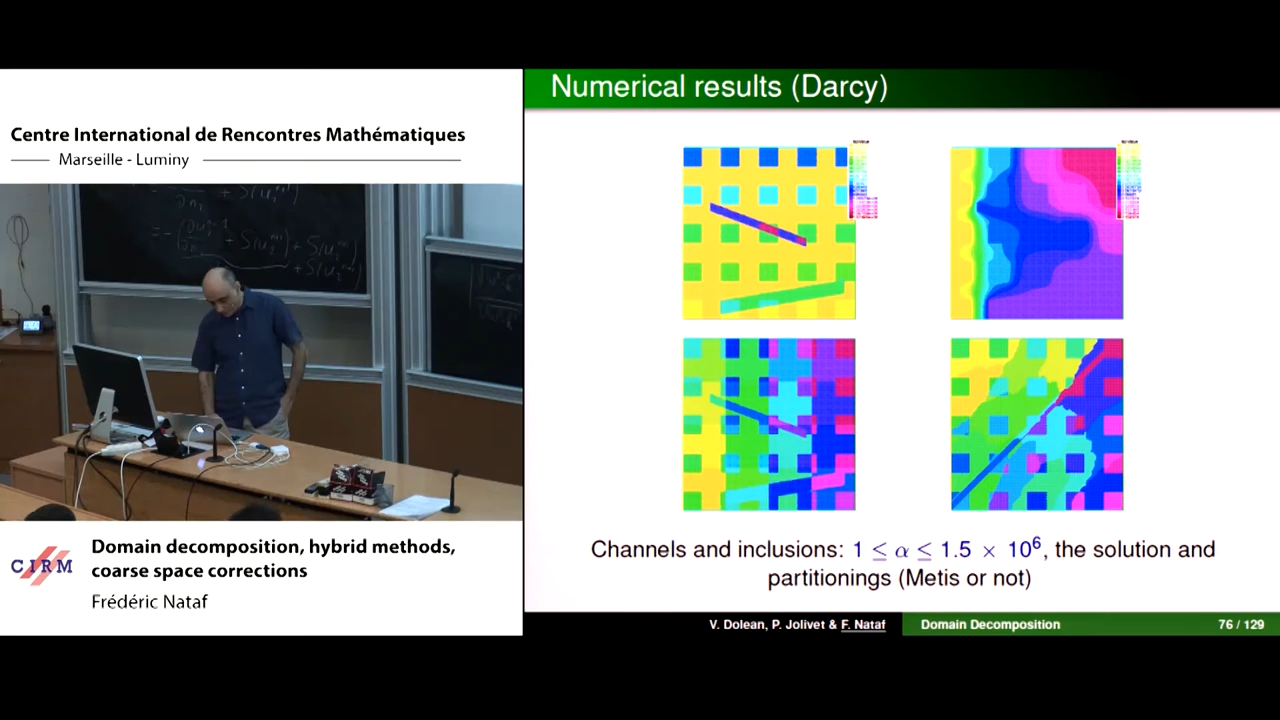 Centre International de Rencontres Mathématiques
Marseille - Luminy
CIRM
Domain decomposition, hybrid methods,
coarse space corrections
Frédéric Nataf
Numerical results (Darcy)
Channels and inclusions: 1 ≤ α ≤ 1.5 × 10⁶, the solution and
partitionings (Metis or not)
V. Dolean, P. Jolivet & F. Nataf
Domain Decomposition
76 / 129